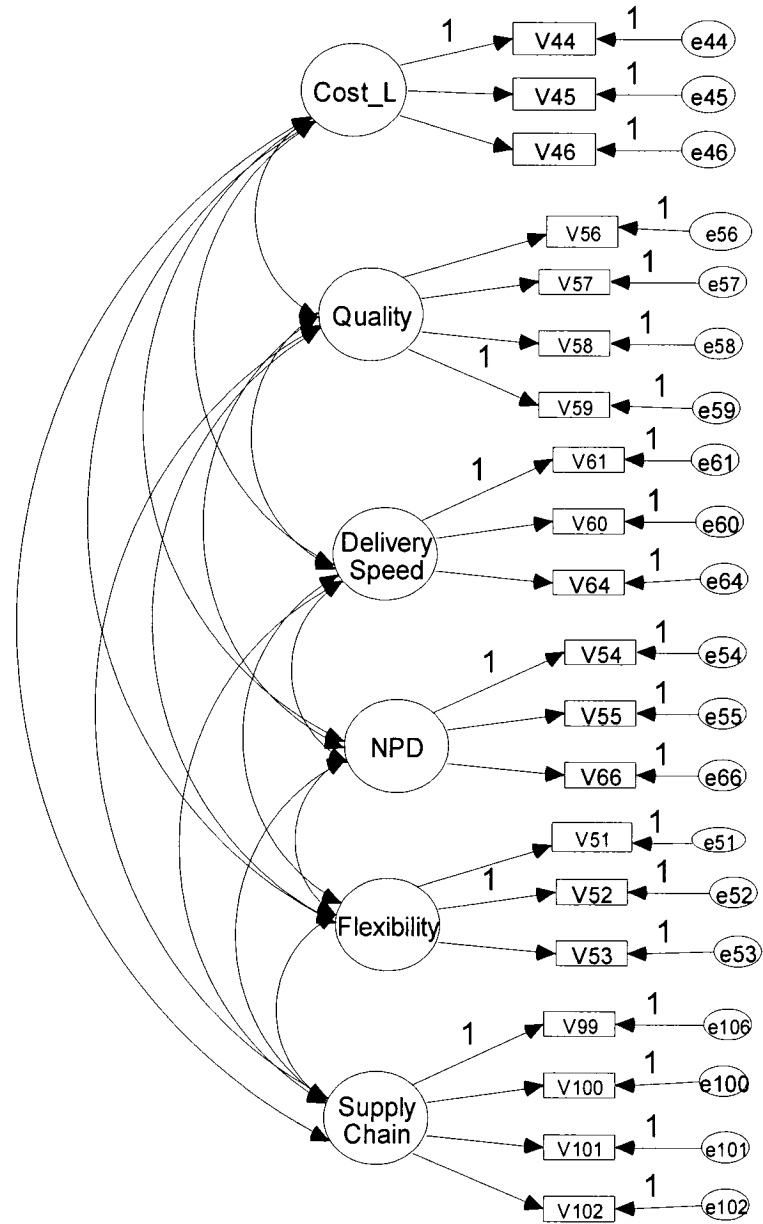 1 V44 1 e44
Cost_L V45 1 e45
V46 1 e46
V56 1 e56
V57 1 e57
Quality V58 1 e58
1 V59 1 e59
1 V61 1 e61
Delivery V60 1 e60
Speed V64 1 e64
1 V54 1 e54
NPD V55 1 e55
V66 1 e66
V51 1 e51
1 V52 1 e52
Flexibility V53 1 e53
1 V99 1 e106
Supply V100 1 e100
Chain V101 1 e101
V102 1 e102